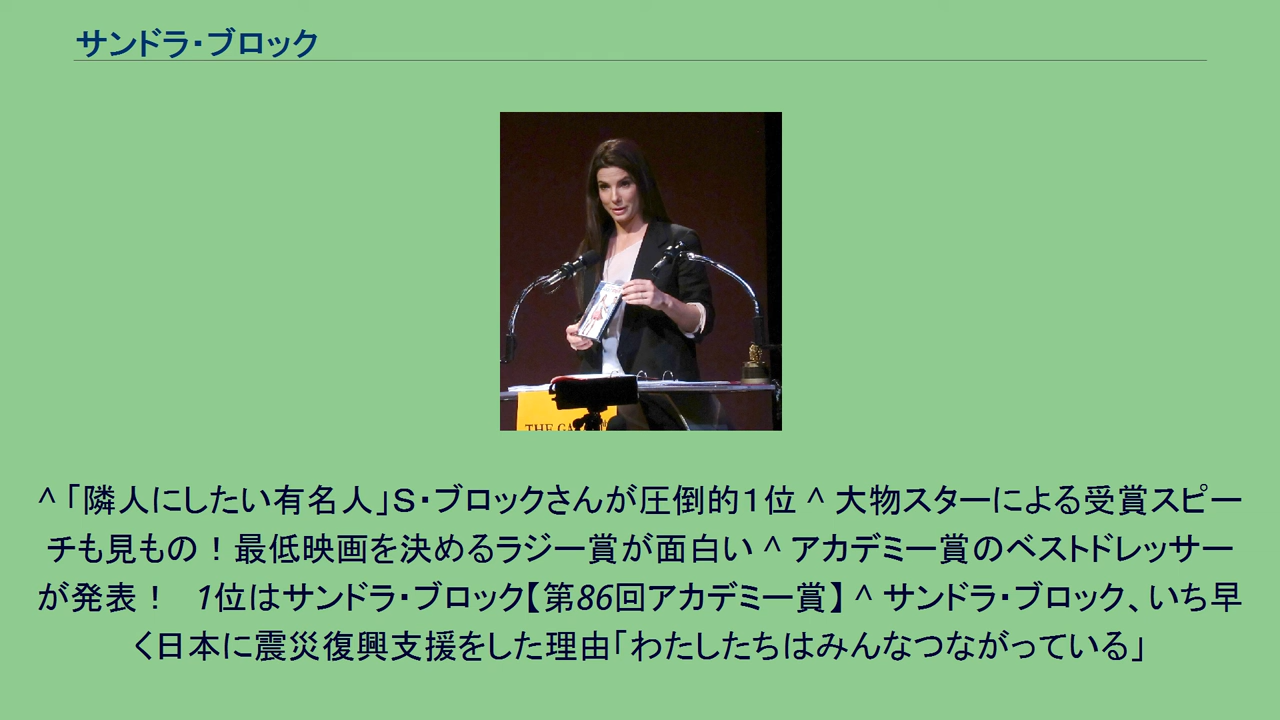 サンドラ・ブロック
THE GA
^ 「隣人にしたい有名人」Ｓ・ブロックさんが圧倒的１位 ^ 大物スターによる受賞スピー
チも見もの！最低映画を決めるラジー賞が面白い ^ アカデミー賞のベストドレッサー
が発表！　1位はサンドラ・ブロック【第86回アカデミー賞】 ^ サンドラ・ブロック、いち早
く日本に震災復興支援をした理由「わたしたちはみんなつながっている」